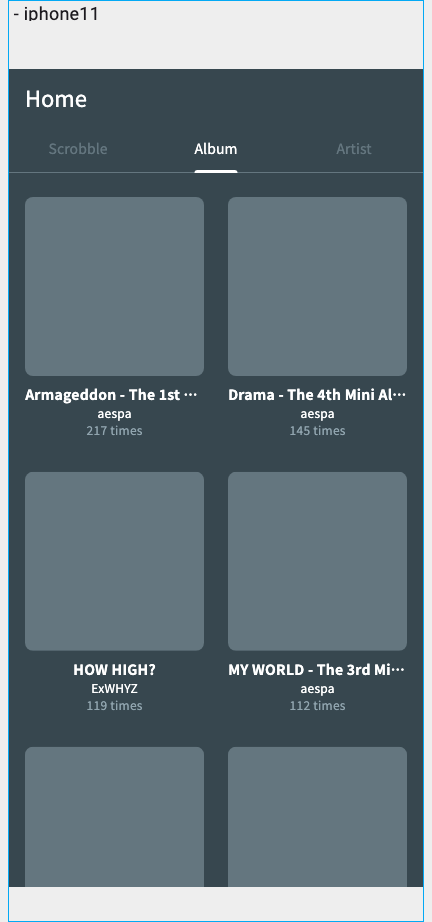 - iphone11
Home
Scrobble
Album
Artist
Armageddon - The 1st ···
aespa
217 times
Drama - The 4th Mini Al···
aespa
145 times
HOW HIGH?
ExWHYZ
119 times
MY WORLD - The 3rd Mi···
aespa
112 times